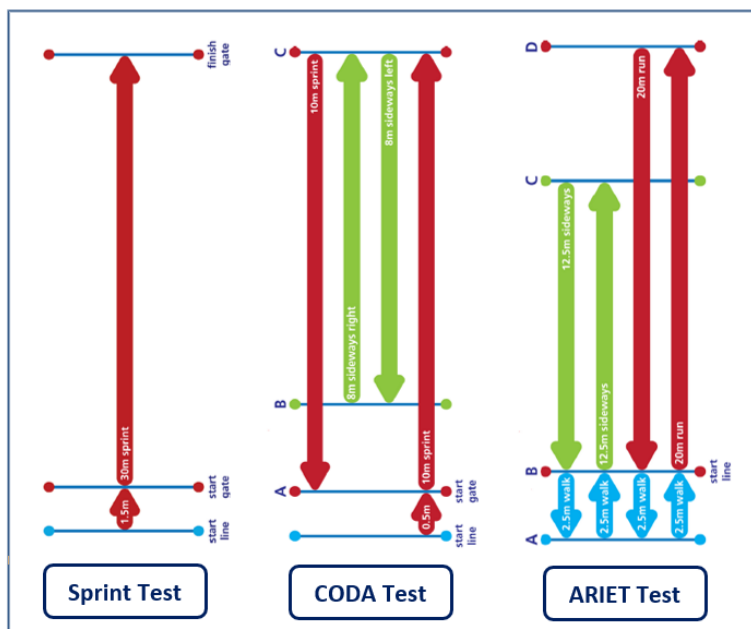 finish
gate
30m sprint
start
gate
1.5m
start
line
Sprint Test
C
10m sprint
8m sideways right
8m sideways left
10m sprint
B
A
start
gate
0.5m
start
line
CODA Test
D
20m run
C
12.5m sideways
12.5m sideways
20m run
B
start
line
2.5m walk
2.5m walk
2.5m walk
2.5m walk
A
ARIET Test